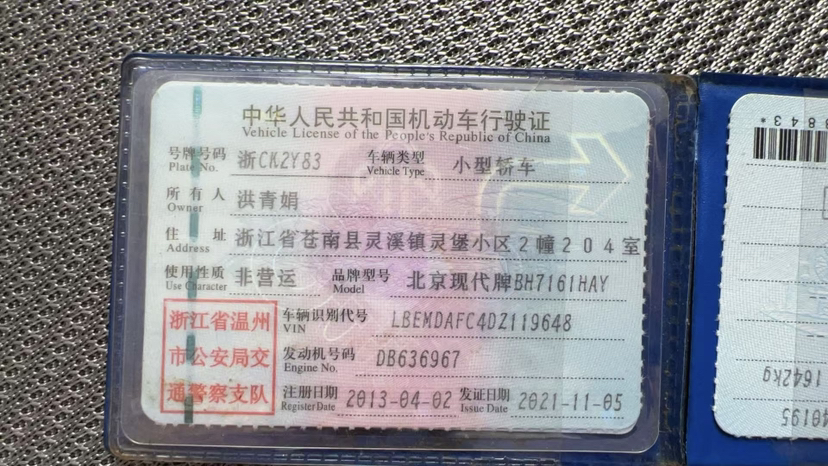 中华人民共和国机动车行驶证
Vehicle License of the People's Republic of China
号牌号码 浙CK2Y83 车辆类型 小型轿车
Plate No. Vehicle Type
所有人 洪青娟
Owner
住址 浙江省苍南县灵溪镇灵堡小区2幢204室
Address
使用性质 非营运 品牌型号 北京现代牌BH7161HAY
Use Character Model
浙江省温州
市公安局交
通警察支队
车辆识别代号 LBEMDAFC4DZ119648
VIN
发动机号码 DB636967
Engine No.
注册日期 2013-04-02 发证日期 2021-11-05
Register Date Issue Date
1642kg
40195